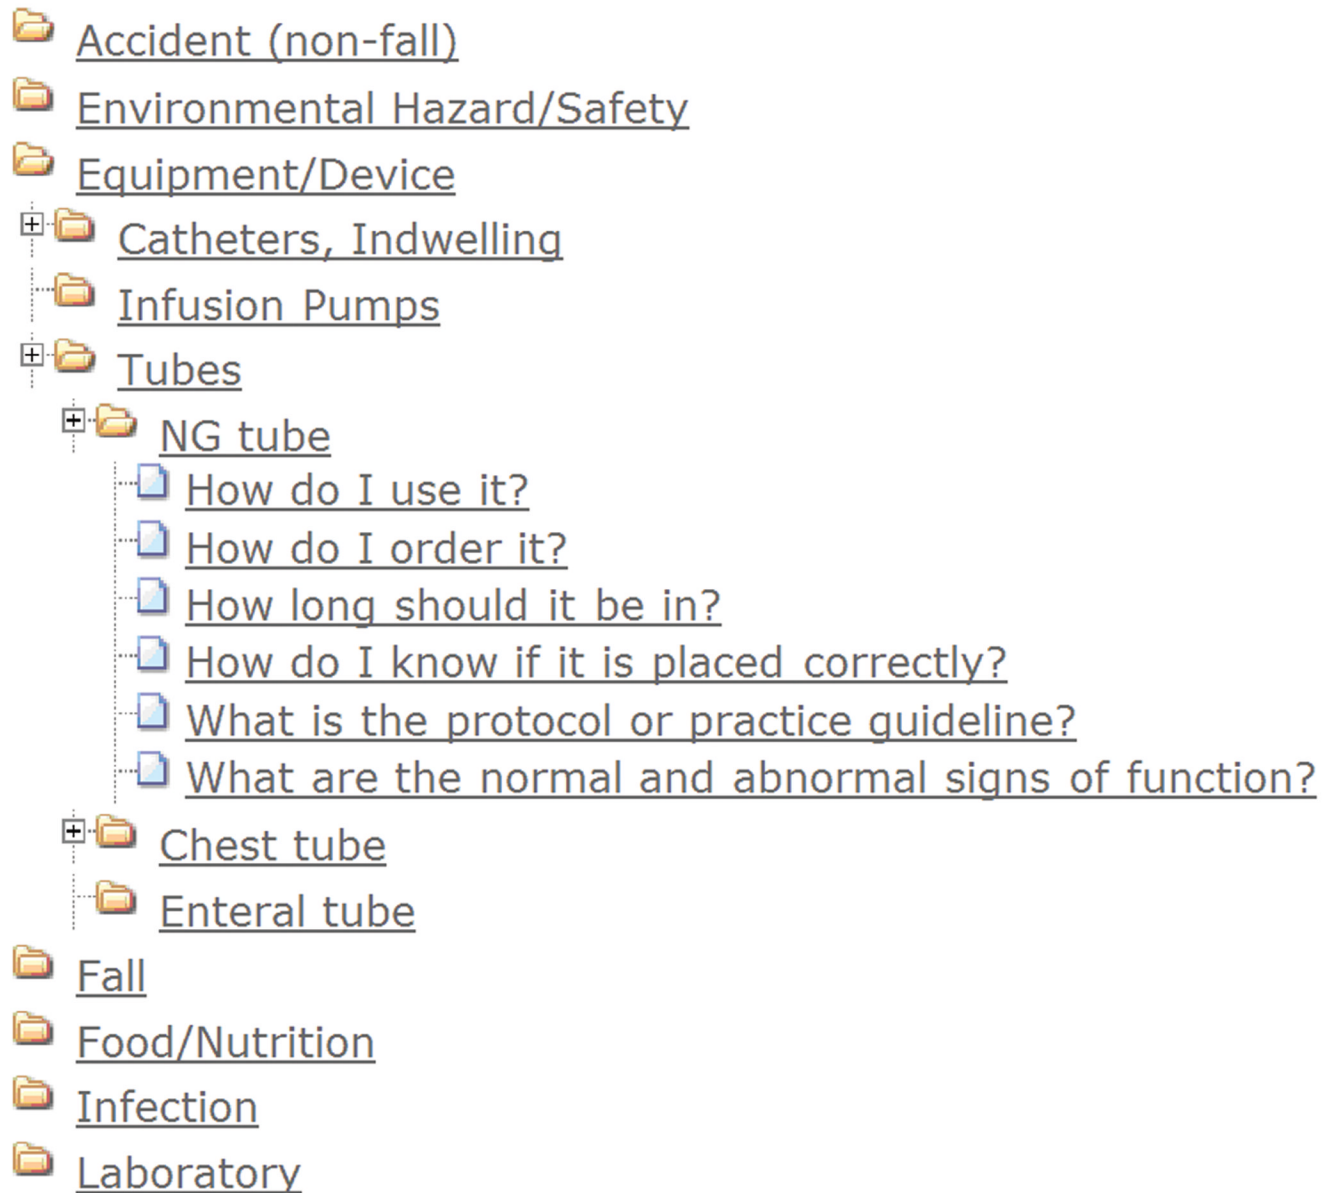 Accident (non-fall)
Environmental Hazard/Safety
Equipment/Device
Catheters, Indwelling
Infusion Pumps
Tubes
NG tube
How do I use it?
How do I order it?
How long should it be in?
How do I know if it is placed correctly?
What is the protocol or practice guideline?
What are the normal and abnormal signs of function?
Chest tube
Enteral tube
Fall
Food/Nutrition
Infection
Laboratory